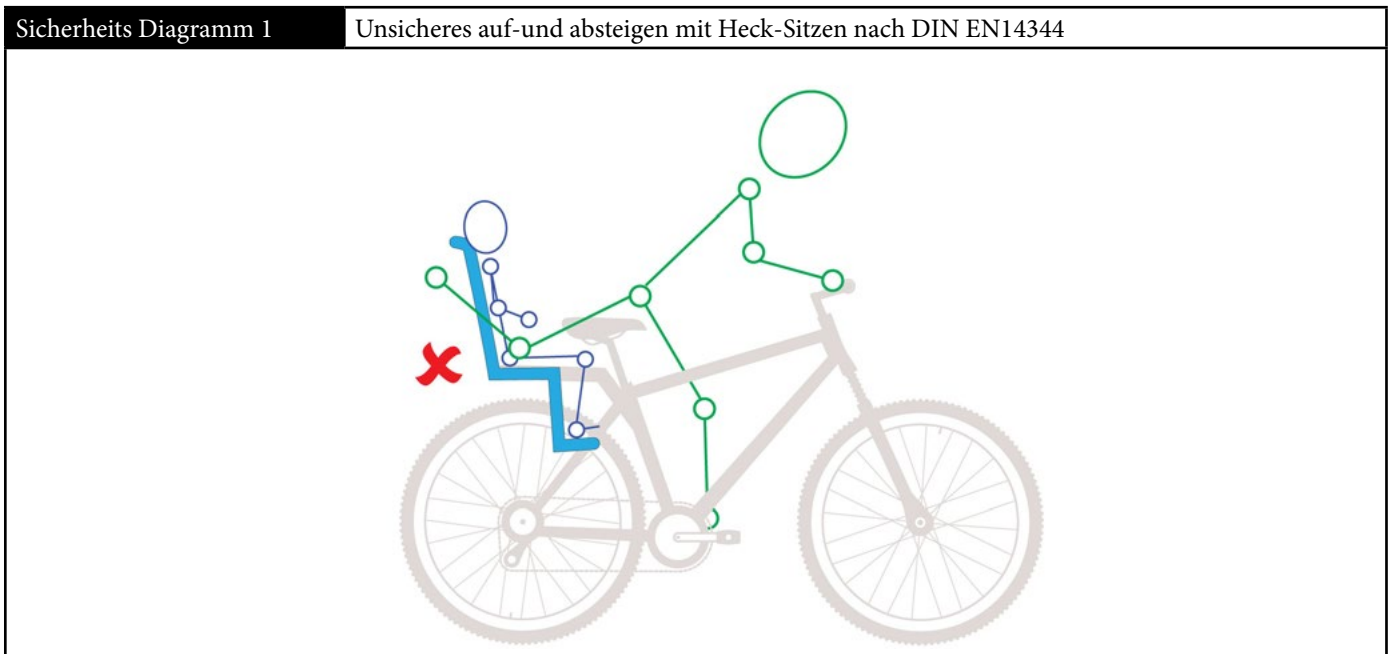 Sicherheits Diagramm 1
Unsicheres auf-und absteigen mit Heck-Sitzen nach DIN EN14344